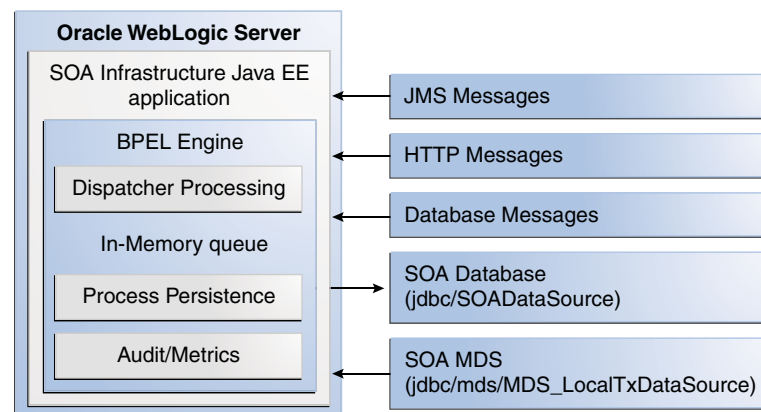 Oracle WebLogic Server
SOA Infrastructure Java EE
application
BPEL Engine
Dispatcher Processing
In-Memory queue
Process Persistence
Audit/Metrics
JMS Messages
HTTP Messages
Database Messages
SOA Database
(jdbc/SOADataSource)
SOA MDS
(jdbc/mds/MDS_LocalTxDataSource)